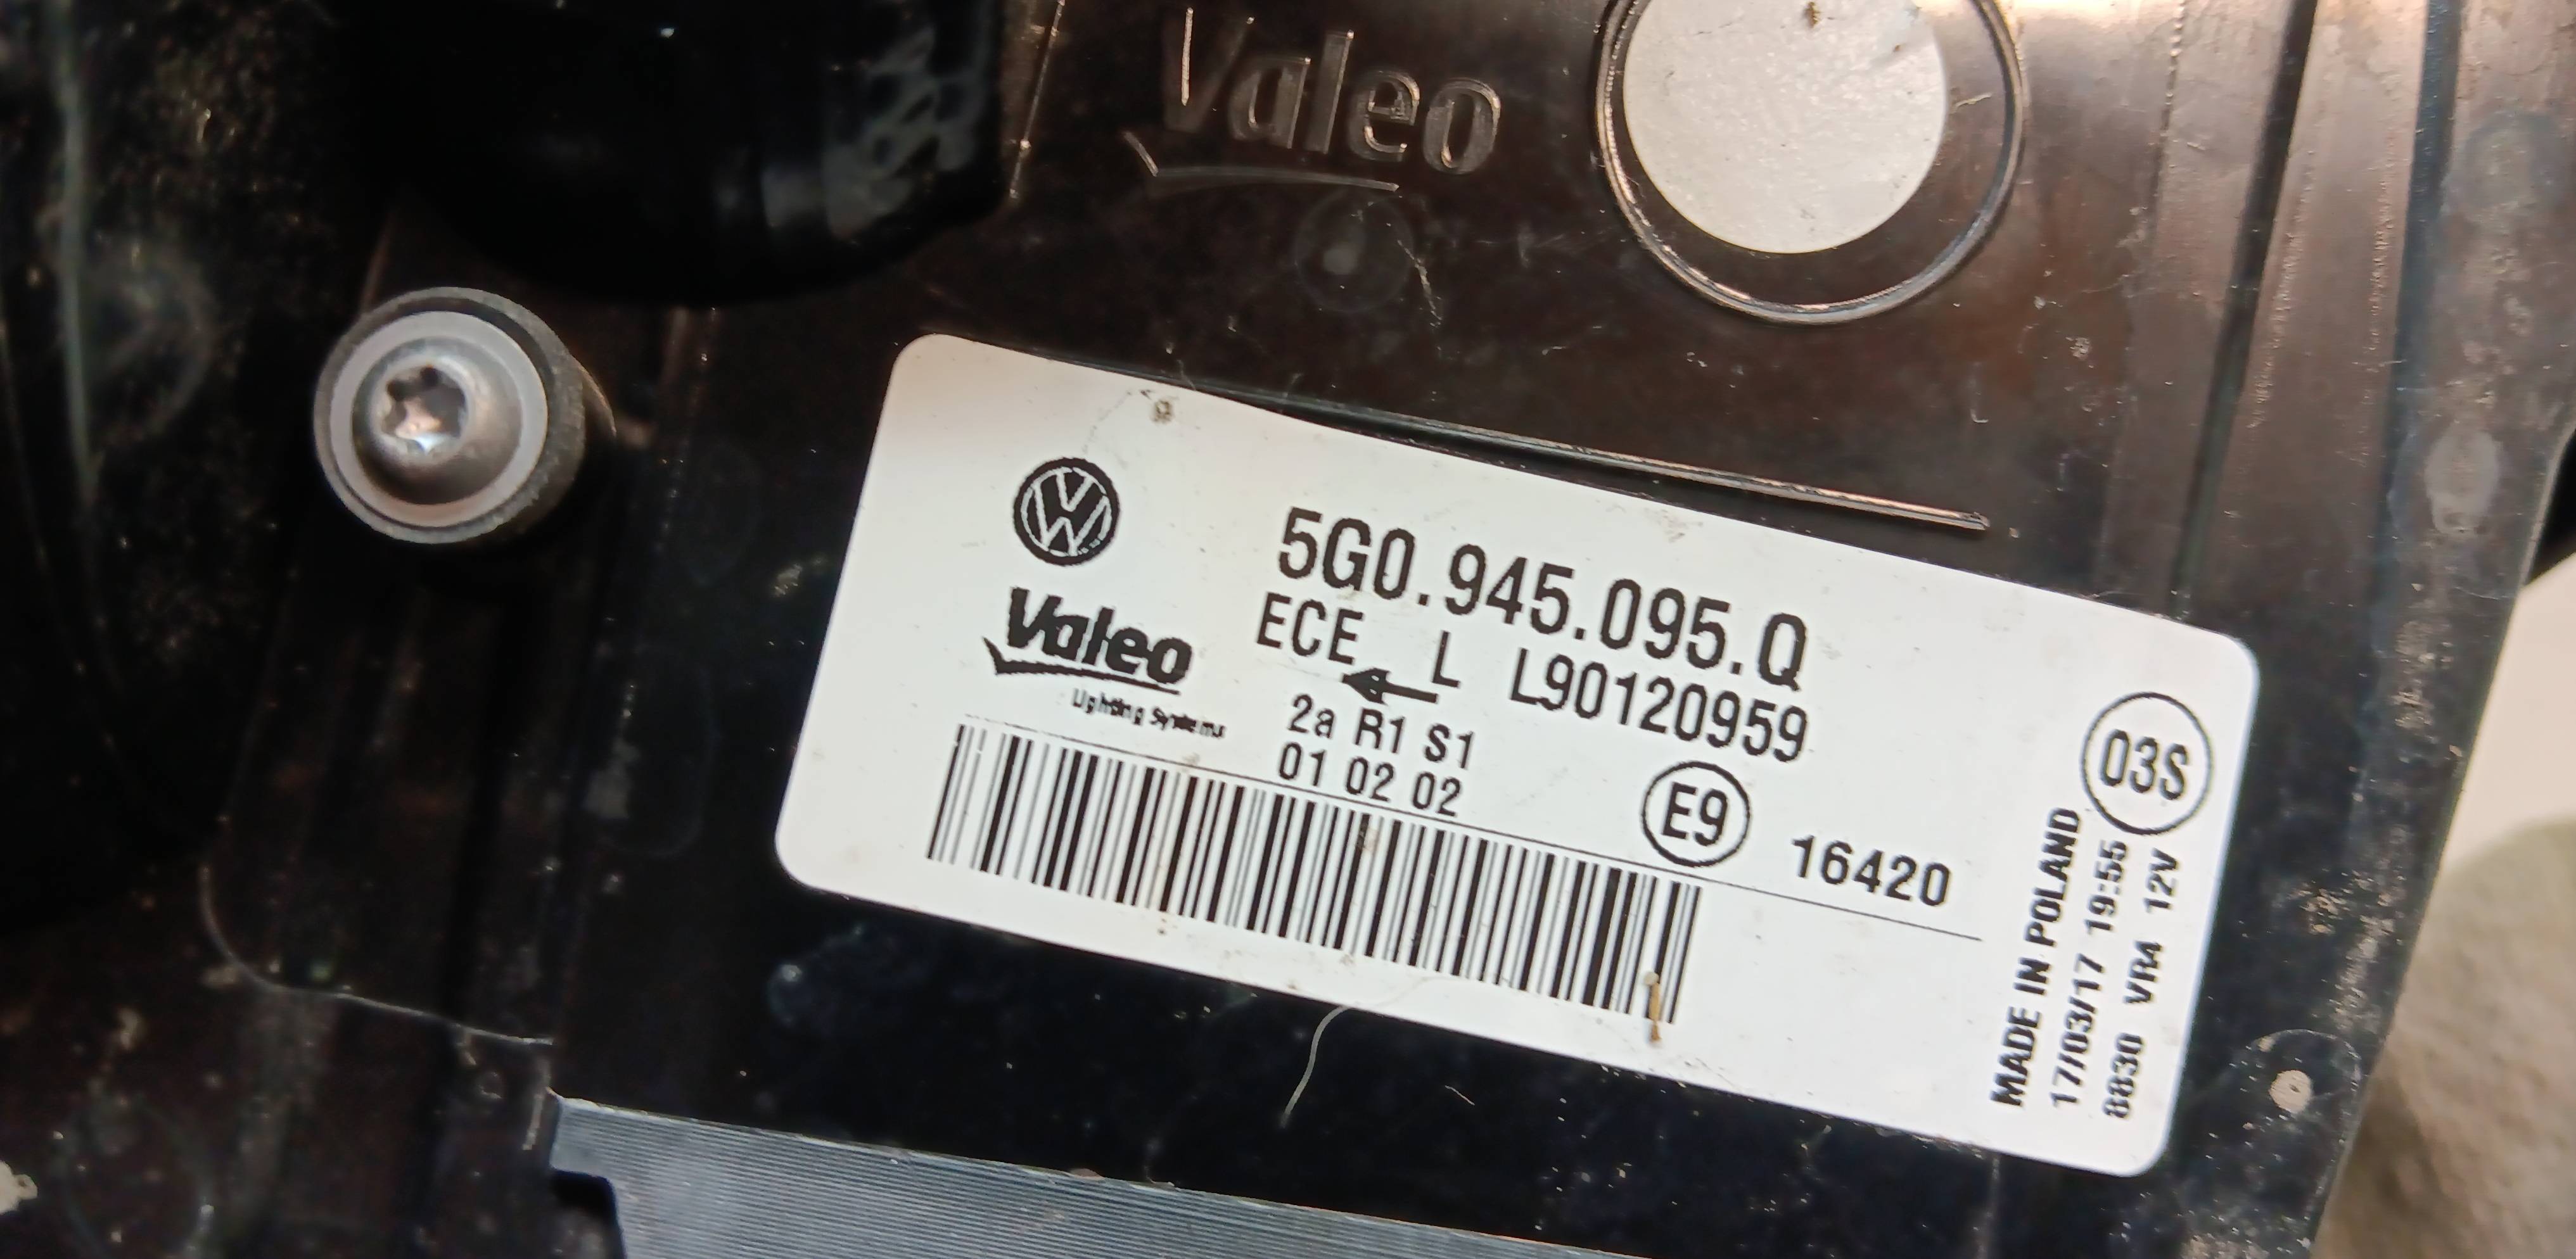 Valeo
5G0.945.095.Q
ECE L L90120959
Valeo
Lighting Systems
2a R1 S1
01 02 02
E9 16420
03S
MADE IN POLAND
17/03/17 19:55
8830 VR4 12V